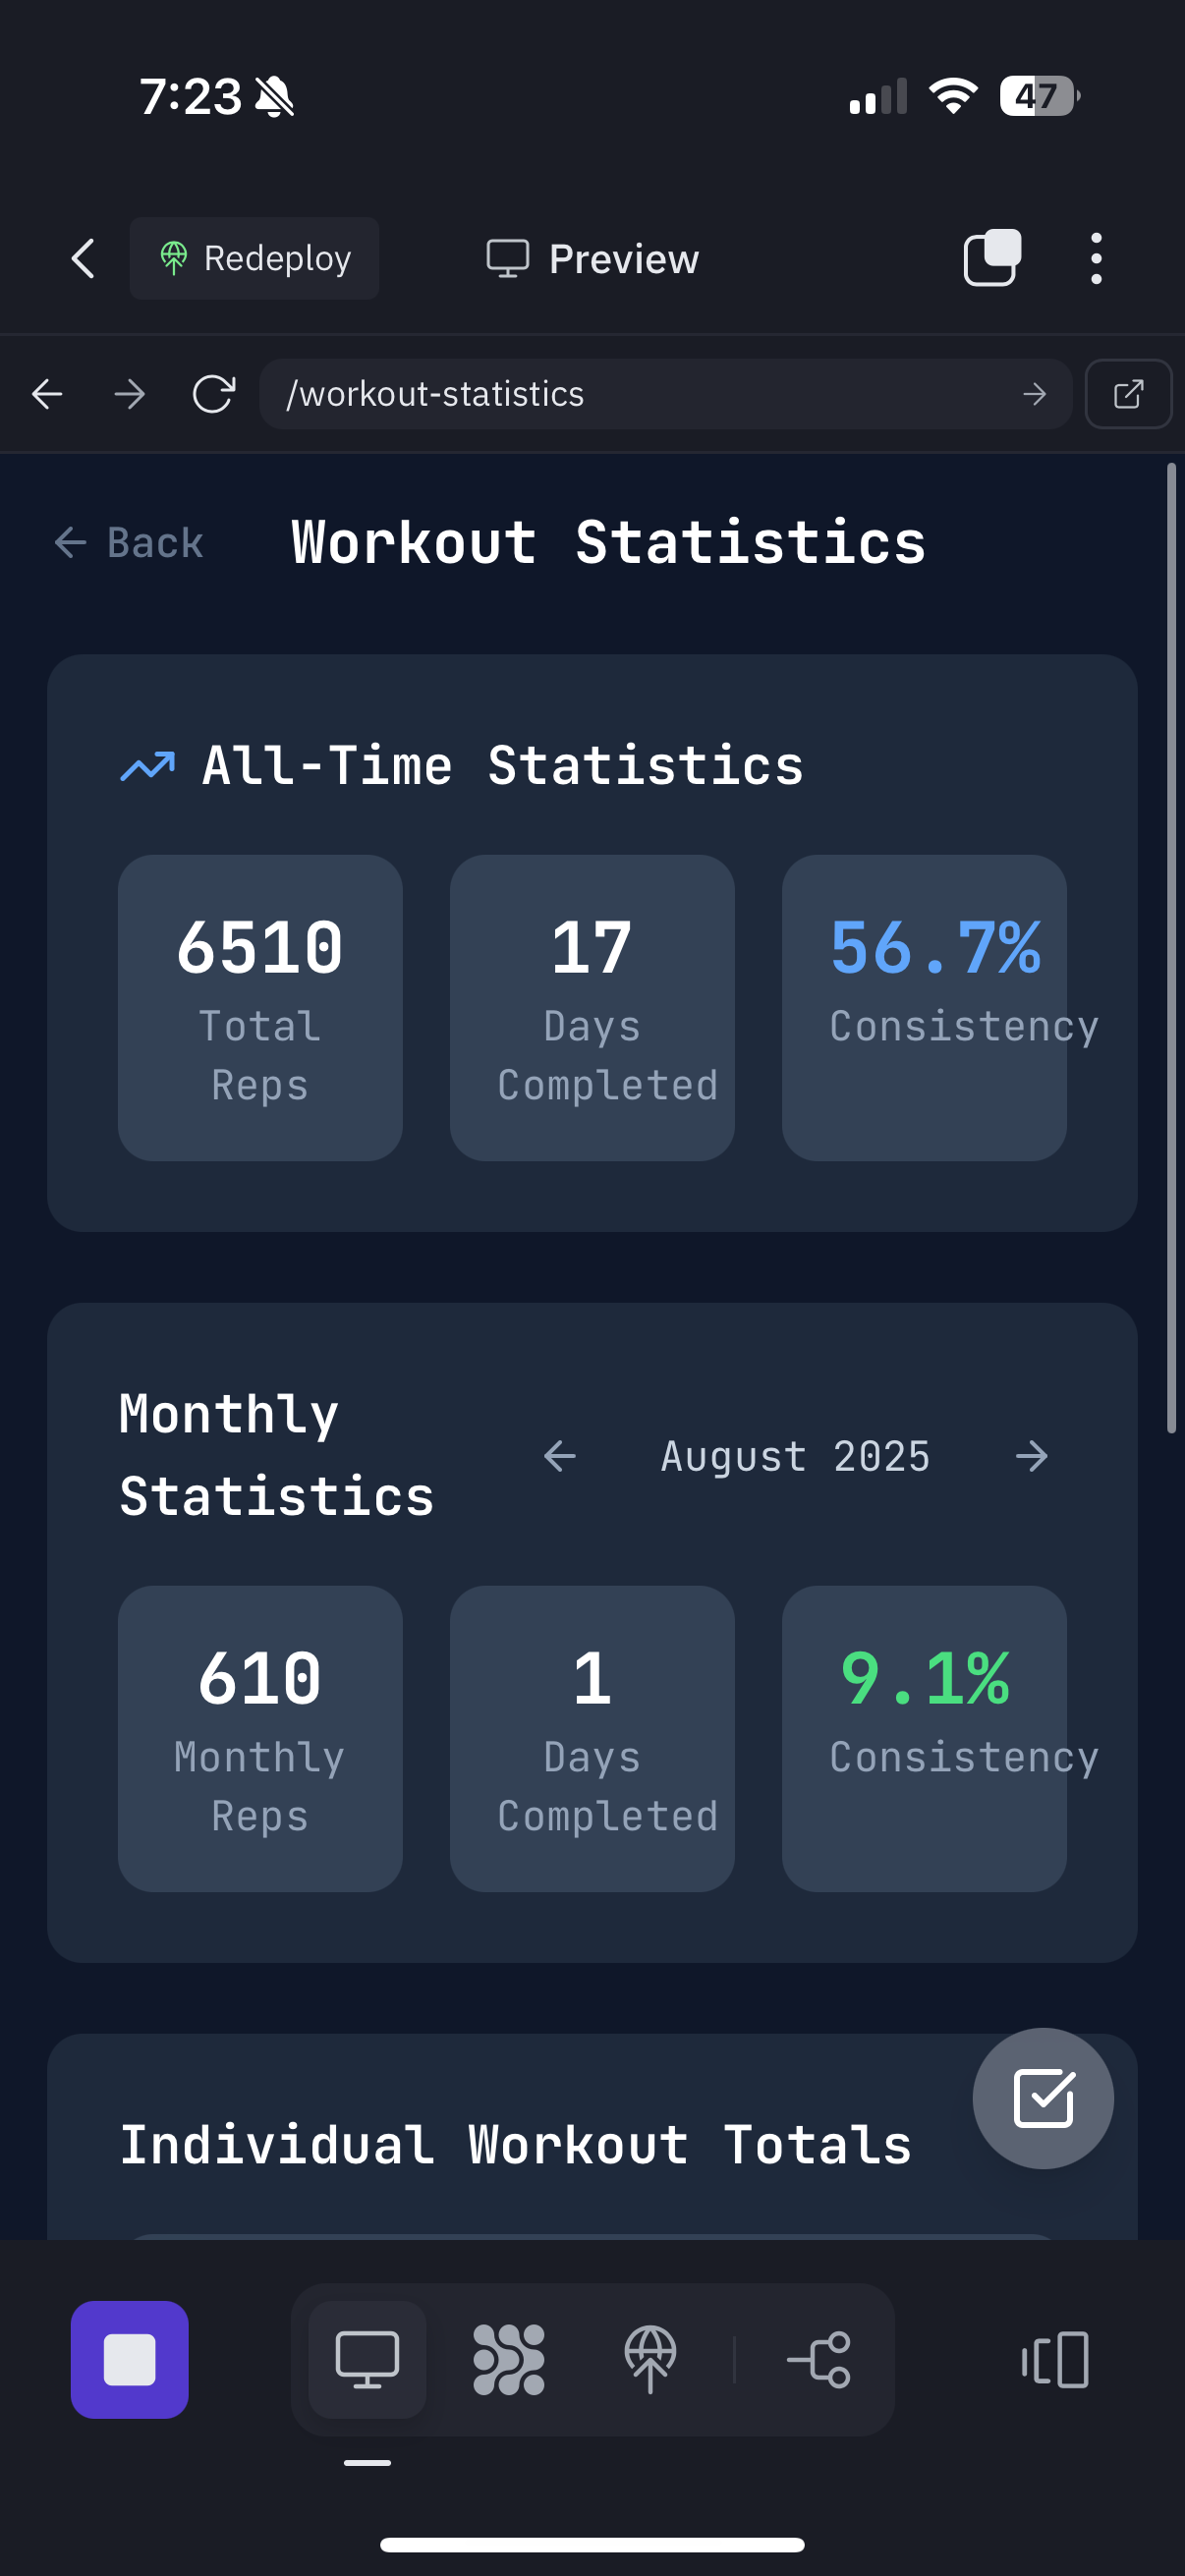 7:23
47
Redeploy
Preview
/workout-statistics
Back
Workout Statistics
All-Time Statistics
6510
Total
Reps
17
Days
Completed
56.7%
Consistency
Monthly
Statistics
August 2025
610
Monthly
Reps
1
Days
Completed
9.1%
Consistency
Individual Workout Totals